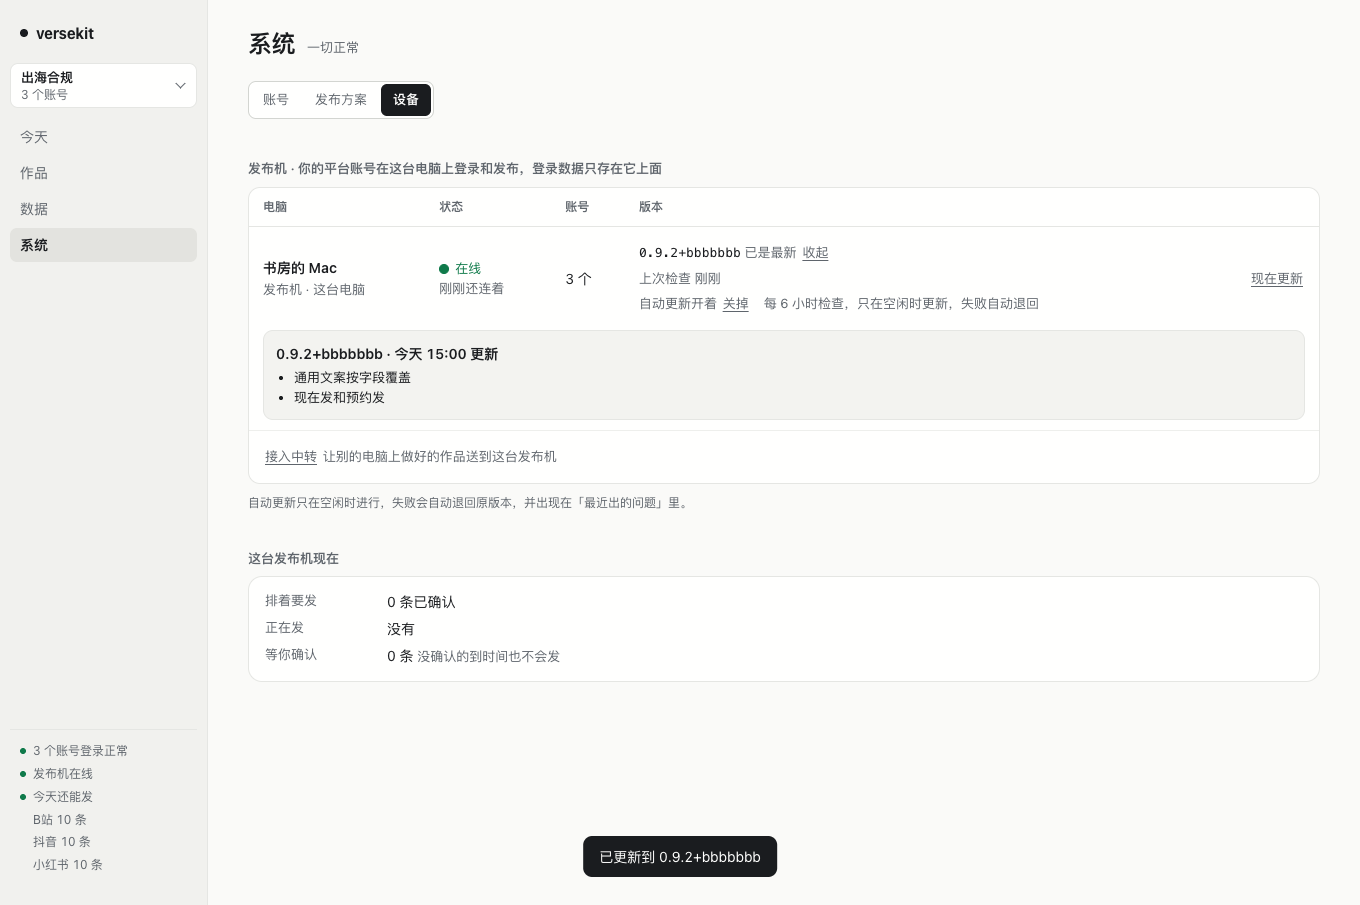 versekit
出海合规
3 个账号
今天
作品
数据
系统
3 个账号登录正常
发布机在线
今天还能发
B站 10 条
抖音 10 条
小红书 10 条
系统 一切正常
账号 发布方案 设备
发布机 · 你的平台账号在这台电脑上登录和发布，登录数据只存在它上面
电脑 状态 账号 版本
书房的 Mac
发布机 · 这台电脑
在线
刚刚还连着
3 个
0.9.2+bbbbbbb 已是最新 收起
上次检查 刚刚
自动更新开着 关掉 每 6 小时检查，只在空闲时更新，失败自动退回
现在更新
0.9.2+bbbbbbb · 今天 15:00 更新
• 通用文案按字段覆盖
• 现在发和预约发
接入中转 让别的电脑上做好的作品送到这台发布机
自动更新只在空闲时进行，失败会自动退回原版本，并出现在「最近出的问题」里。
这台发布机现在
排着要发 0 条已确认
正在发 没有
等你确认 0 条 没确认的到时间也不会发
已更新到 0.9.2+bbbbbbb